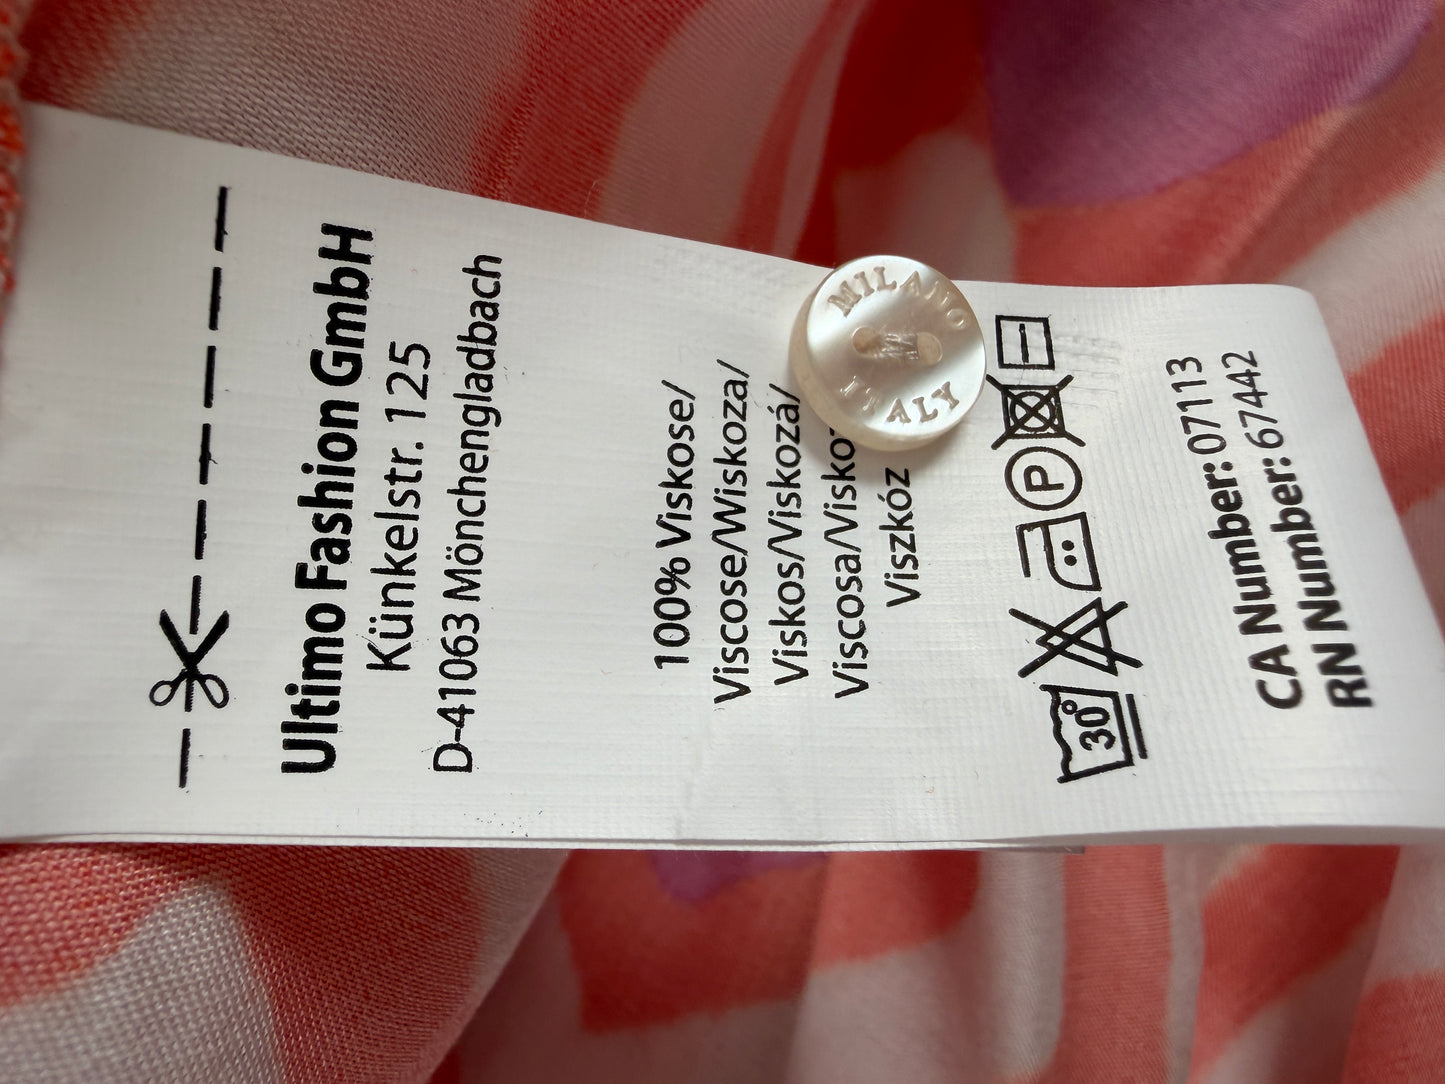 Ultimo Fashion GmbH
Künkelstr. 125
D-41063 Mönchengladbach
100% Viskose/
Viscose/Wiskoza/
Viskos/Viskozá/
Viscosa/Visko
Viszkóz
MILANO
ITALY
P
30°
CA Number: 07113
RN Number: 67442